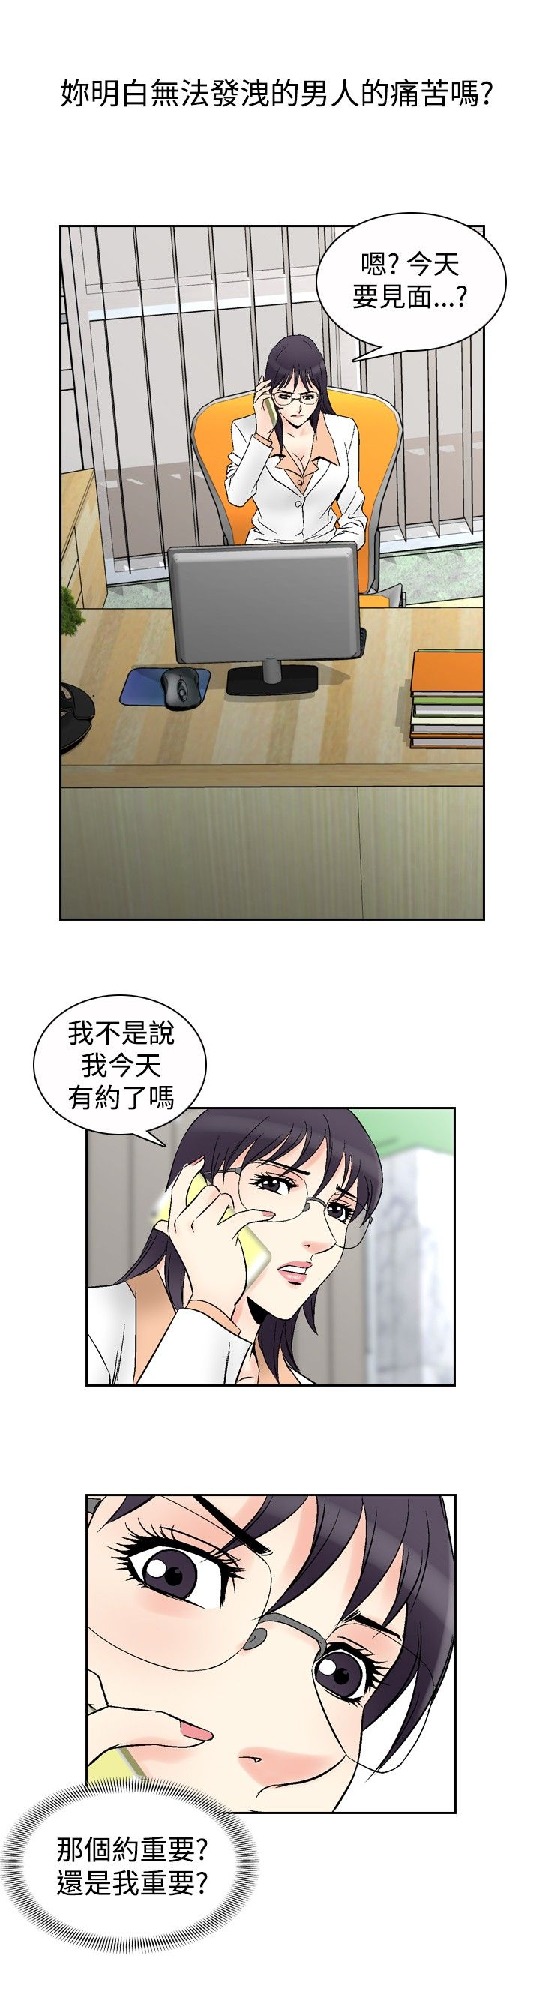 妳明白無法發洩的男人的痛苦嗎?
嗯? 今天
要見面...?
我不是說
我今天
有約了嗎
那個約重要?
還是我重要?